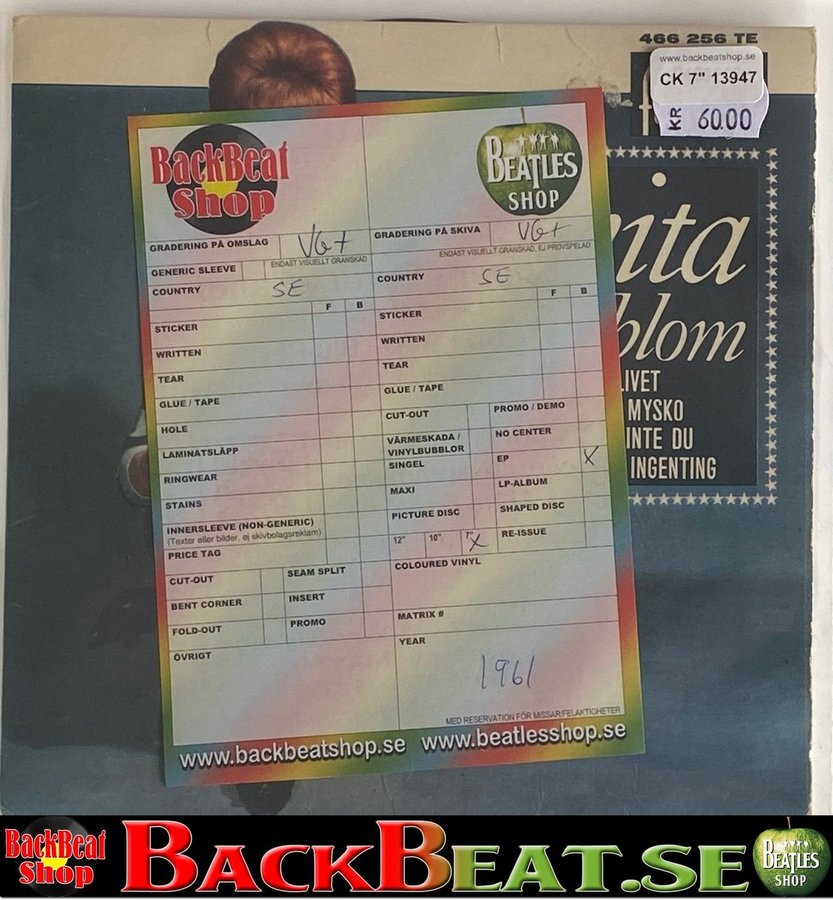 466 256 TE
www.backbeatshop.se
CK 7" 13947
KR 60.00
nita
blom
LIVET
MYSKO
INTE DU
INGENTING
BackBeat
Shop
BEATLES
SHOP
GRADERING PÅ OMSLAG VG+
GRADERING PÅ SKIVA VG+
ENDAST VISUELLT GRANSKAD
ENDAST VISUELLT GRANSKAD, EJ PROVSPELAD
GENERIC SLEEVE
COUNTRY SE
COUNTRY SE
F B
F B
STICKER
STICKER
WRITTEN
WRITTEN
TEAR
TEAR
GLUE / TAPE
GLUE / TAPE
HOLE
CUT-OUT
PROMO / DEMO
LAMINATSLÄPP
VÄRMESKADA /
VINYLBUBBLOR
NO CENTER
RINGWEAR
SINGEL
EP X
STAINS
MAXI
LP-ALBUM
INNERSLEEVE (NON-GENERIC)
(Texter eller bilder, ej skivbolagsreklam)
PICTURE DISC
SHAPED DISC
PRICE TAG
12" 10" 7" X
RE-ISSUE
CUT-OUT
SEAM SPLIT
COLOURED VINYL
BENT CORNER
INSERT
FOLD-OUT
PROMO
MATRIX #
ÖVRIGT
YEAR
1961
MED RESERVATION FÖR MISSAR/FELAKTIGHETER
www.backbeatshop.se www.beatlesshop.se
BackBeat
Shop
BACKBEAT.SE
BEATLES
SHOP